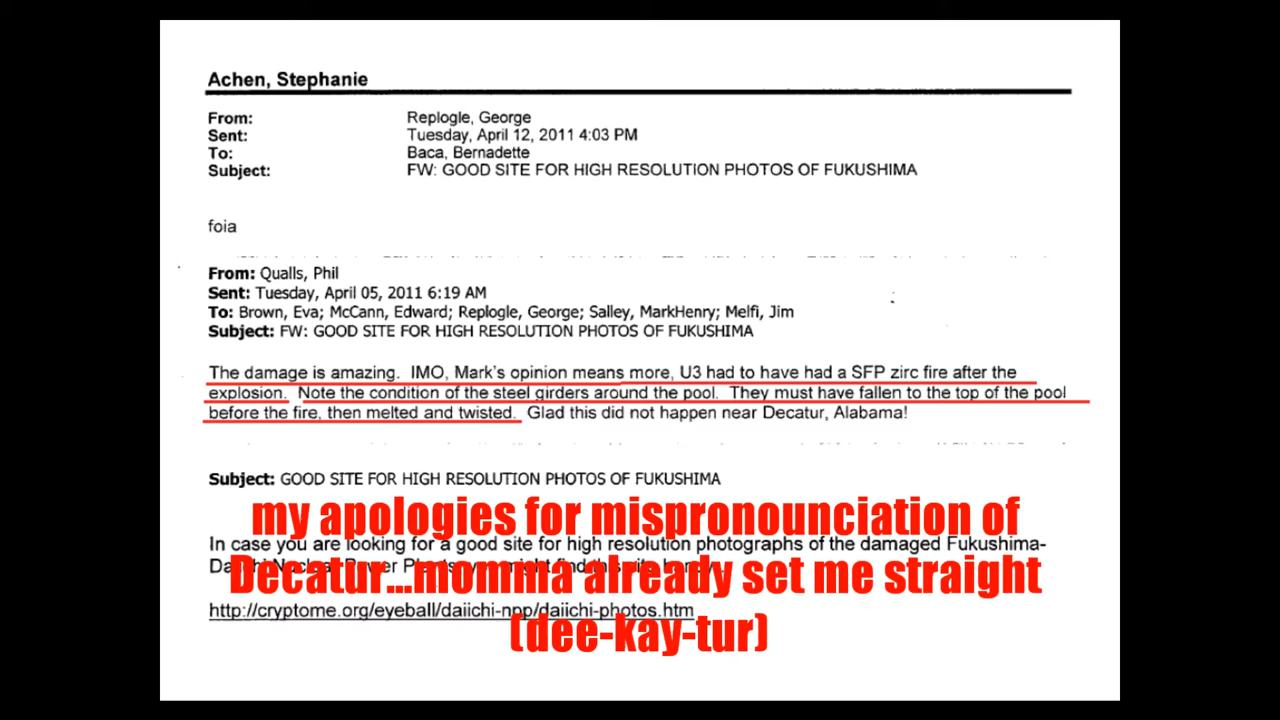 Achen, Stephanie
From: Replogle, George
Sent: Tuesday, April 12, 2011 4:03 PM
To: Baca, Bernadette
Subject: FW: GOOD SITE FOR HIGH RESOLUTION PHOTOS OF FUKUSHIMA
foia
From: Qualls, Phil
Sent: Tuesday, April 05, 2011 6:19 AM
To: Brown, Eva; McCann, Edward; Replogle, George; Salley, MarkHenry; Melfi, Jim
Subject: FW: GOOD SITE FOR HIGH RESOLUTION PHOTOS OF FUKUSHIMA
The damage is amazing. IMO, Mark's opinion means more, U3 had to have had a SFP zirc fire after the
explosion. Note the condition of the steel girders around the pool. They must have fallen to the top of the pool
before the fire, then melted and twisted. Glad this did not happen near Decatur, Alabama!
Subject: GOOD SITE FOR HIGH RESOLUTION PHOTOS OF FUKUSHIMA
my apologies for mispronounciation of
In case you are looking for a good site for high resolution photographs of the damaged Fukushima-
Decatur...momma already set me straight
http://cryptome.org/eyeball/daiichi-npp/daiichi-photos.htm
(dee-kay-tur)